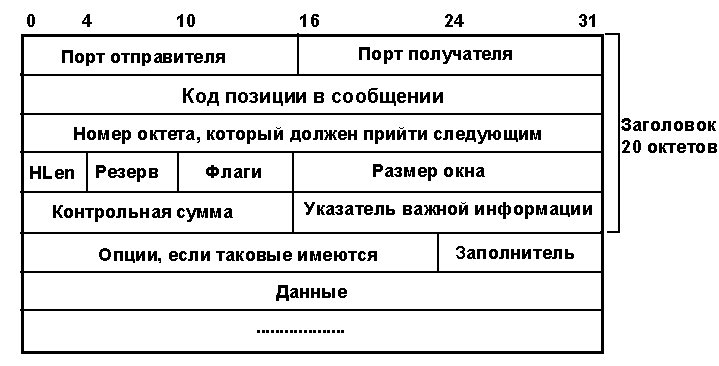 0 4 10 16 24 31
Порт отправителя Порт получателя
Код позиции в сообщении
Номер октета, который должен прийти следующим
HLen Резерв Флаги Размер окна
Контрольная сумма Указатель важной информации
Опции, если таковые имеются Заполнитель
Данные
...................
Заголовок
20 октетов